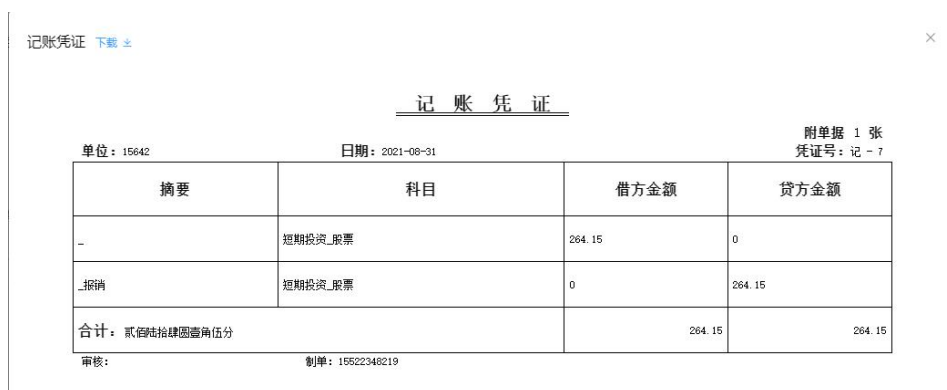 记账凭证 下载
记 账 凭 证
附单据 1 张
单位：15642 日期：2021-08-31 凭证号：记 - 7
摘要 科目 借方金额 贷方金额
_ 短期投资_股票 264.15 0
_报销 短期投资_股票 0 264.15
合计：贰佰陆拾肆圆壹角伍分 264.15 264.15
审核： 制单：15522348219